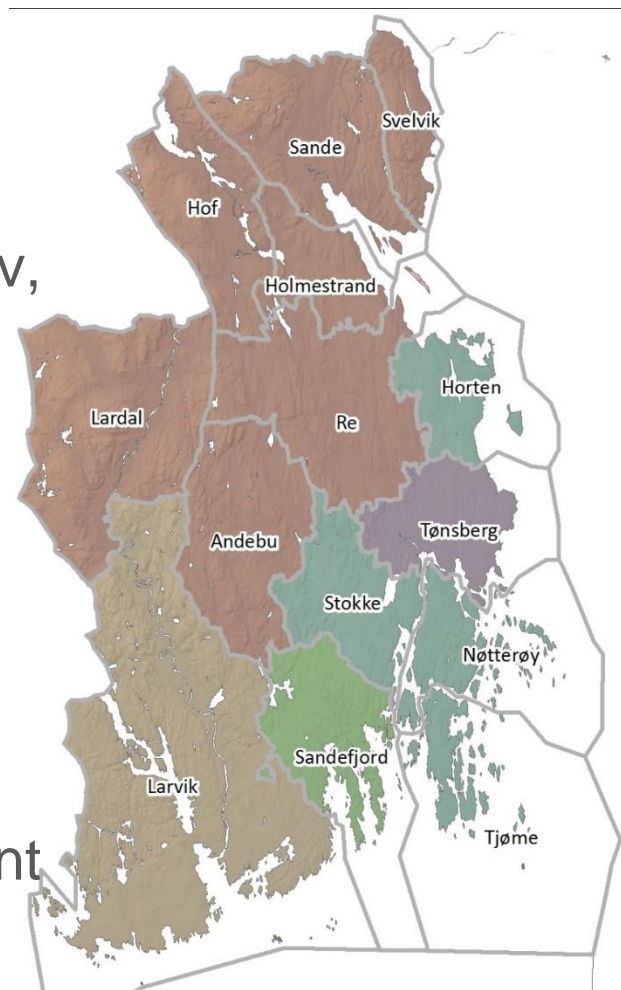 Svelvik
Sande
Hof
v,
Holmestrand
Horten
Lardal
Re
Tønsberg
Andebu
Stokke
Nøtterøy
Sandefjord
Larvik
Tjøme
nt